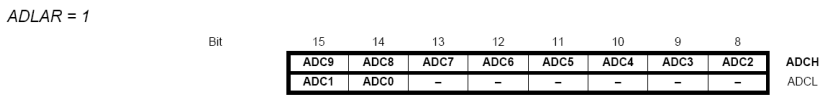 ADLAR = 1
Bit 15 14 13 12 11 10 9 8
ADC9 ADC8 ADC7 ADC6 ADC5 ADC4 ADC3 ADC2 ADCH
ADC1 ADC0 – – – – – – ADCL